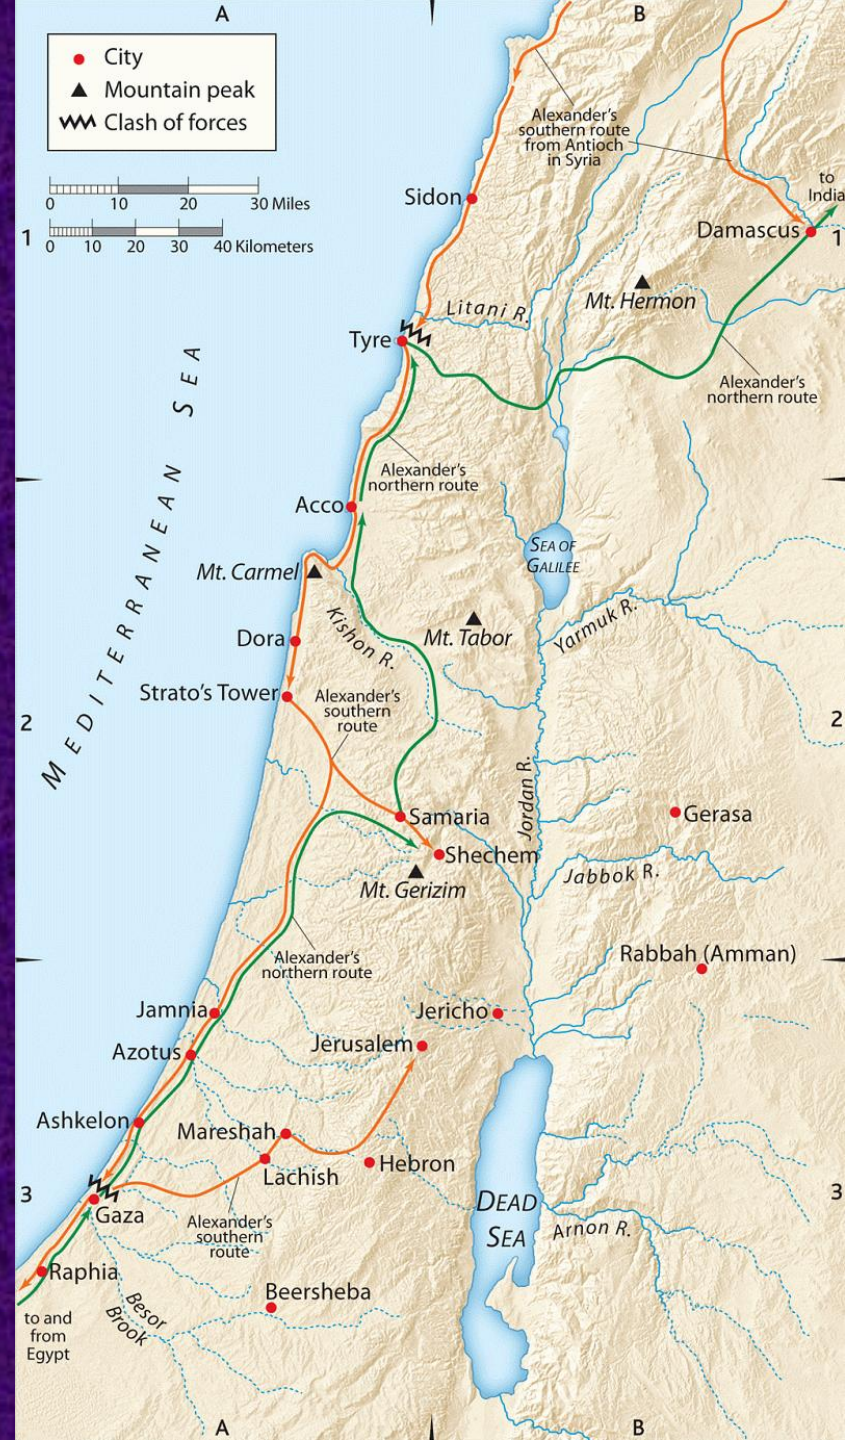 A
B
City
Mountain peak
Clash of forces
0 10 20 30 Miles
0 10 20 30 40 Kilometers
Alexander's
southern route
from Antioch
in Syria
to
India
Sidon
Damascus
1
1
Mt. Hermon
Litani R.
Tyre
Alexander's
northern route
MEDITERRANEAN SEA
Alexander's
northern route
Acco
SEA OF
GALILEE
Mt. Carmel
Kishon R.
Mt. Tabor
Yarmuk R.
Dora
Strato's Tower
Alexander's
southern
route
2
2
Jordan R.
Samaria
Gerasa
Shechem
Mt. Gerizim
Jabbok R.
Alexander's
northern route
Rabbah (Amman)
Jamnia
Jericho
Azotus
Jerusalem
Ashkelon
Mareshah
Lachish
Hebron
3
3
Gaza
Alexander's
southern
route
DEAD
SEA
Arnon R.
Raphia
Besor
Brook
Beersheba
to and
from
Egypt
A
B